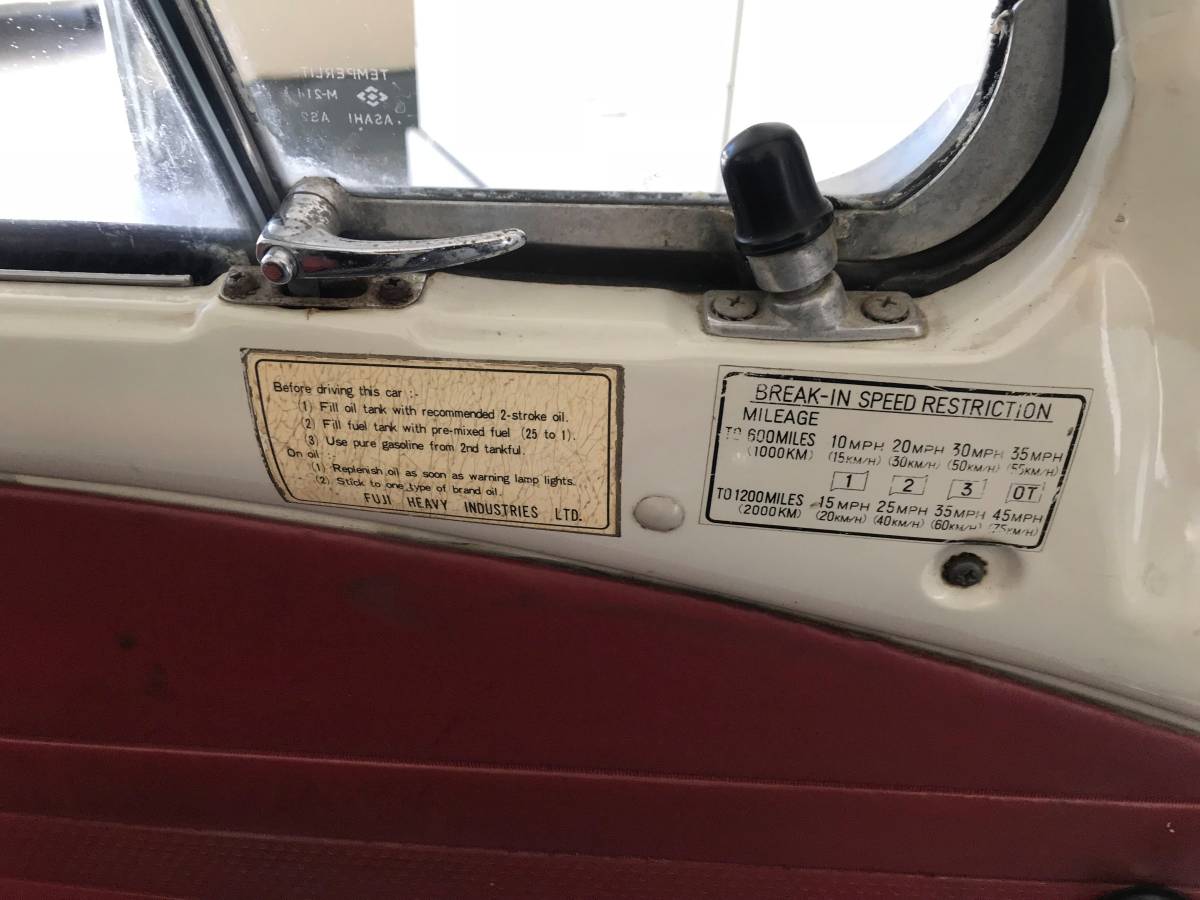 TEMPERLIT
M-214
ASAHI AS2
Before driving this car :-
(1) Fill oil tank with recommended 2-stroke oil.
(2) Fill fuel tank with pre-mixed fuel (25 to 1).
(3) Use pure gasoline from 2nd tankful.
On oil :-
(1) Replenish oil as soon as warning lamp lights.
(2) Stick to one type of brand oil.
FUJI HEAVY INDUSTRIES LTD.
BREAK-IN SPEED RESTRICTION
MILEAGE
TO 600MILES 10MPH 20MPH 30MPH 35MPH
(1000KM) (15KM/H) (30KM/H) (50KM/H) (55KM/H)
1 2 3 OT
TO 1200MILES 15MPH 25MPH 35MPH 45MPH
(2000KM) (20KM/H) (40KM/H) (60KM/H) (75KM/H)